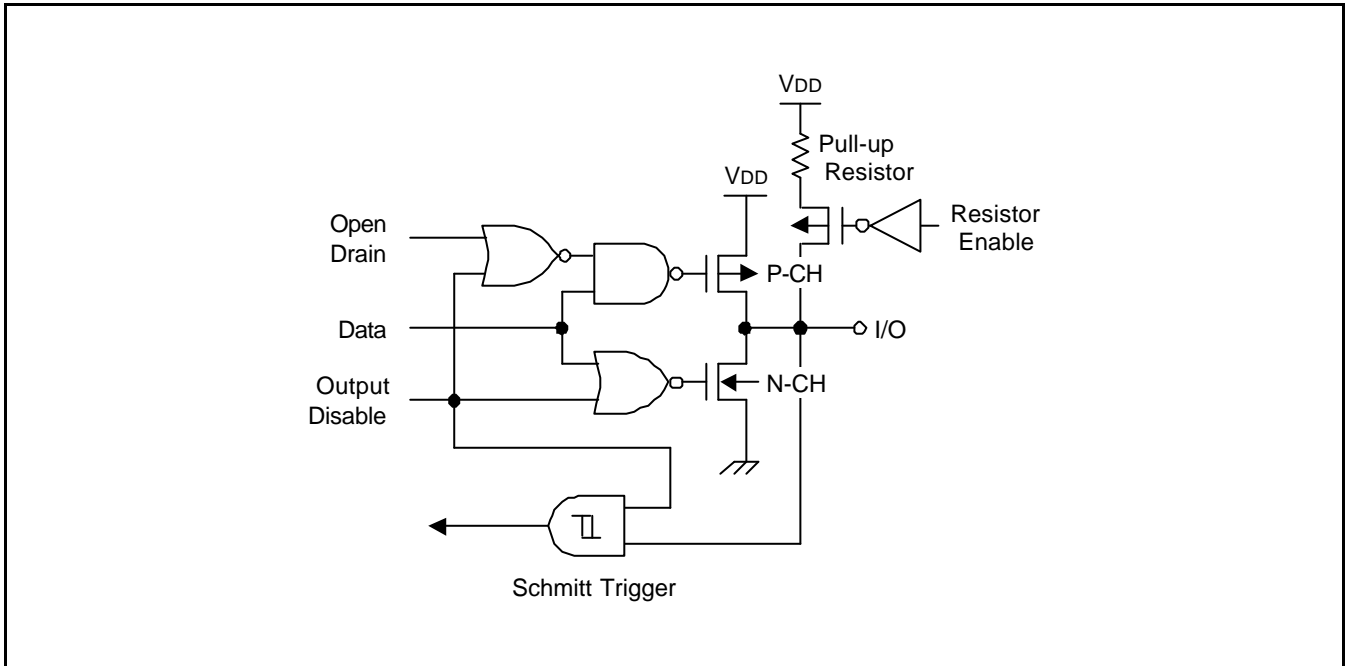 VDD
Pull-up
Resistor
VDD
Resistor
Enable
Open
Drain
P-CH
Data
I/O
Output
Disable
N-CH
Schmitt Trigger